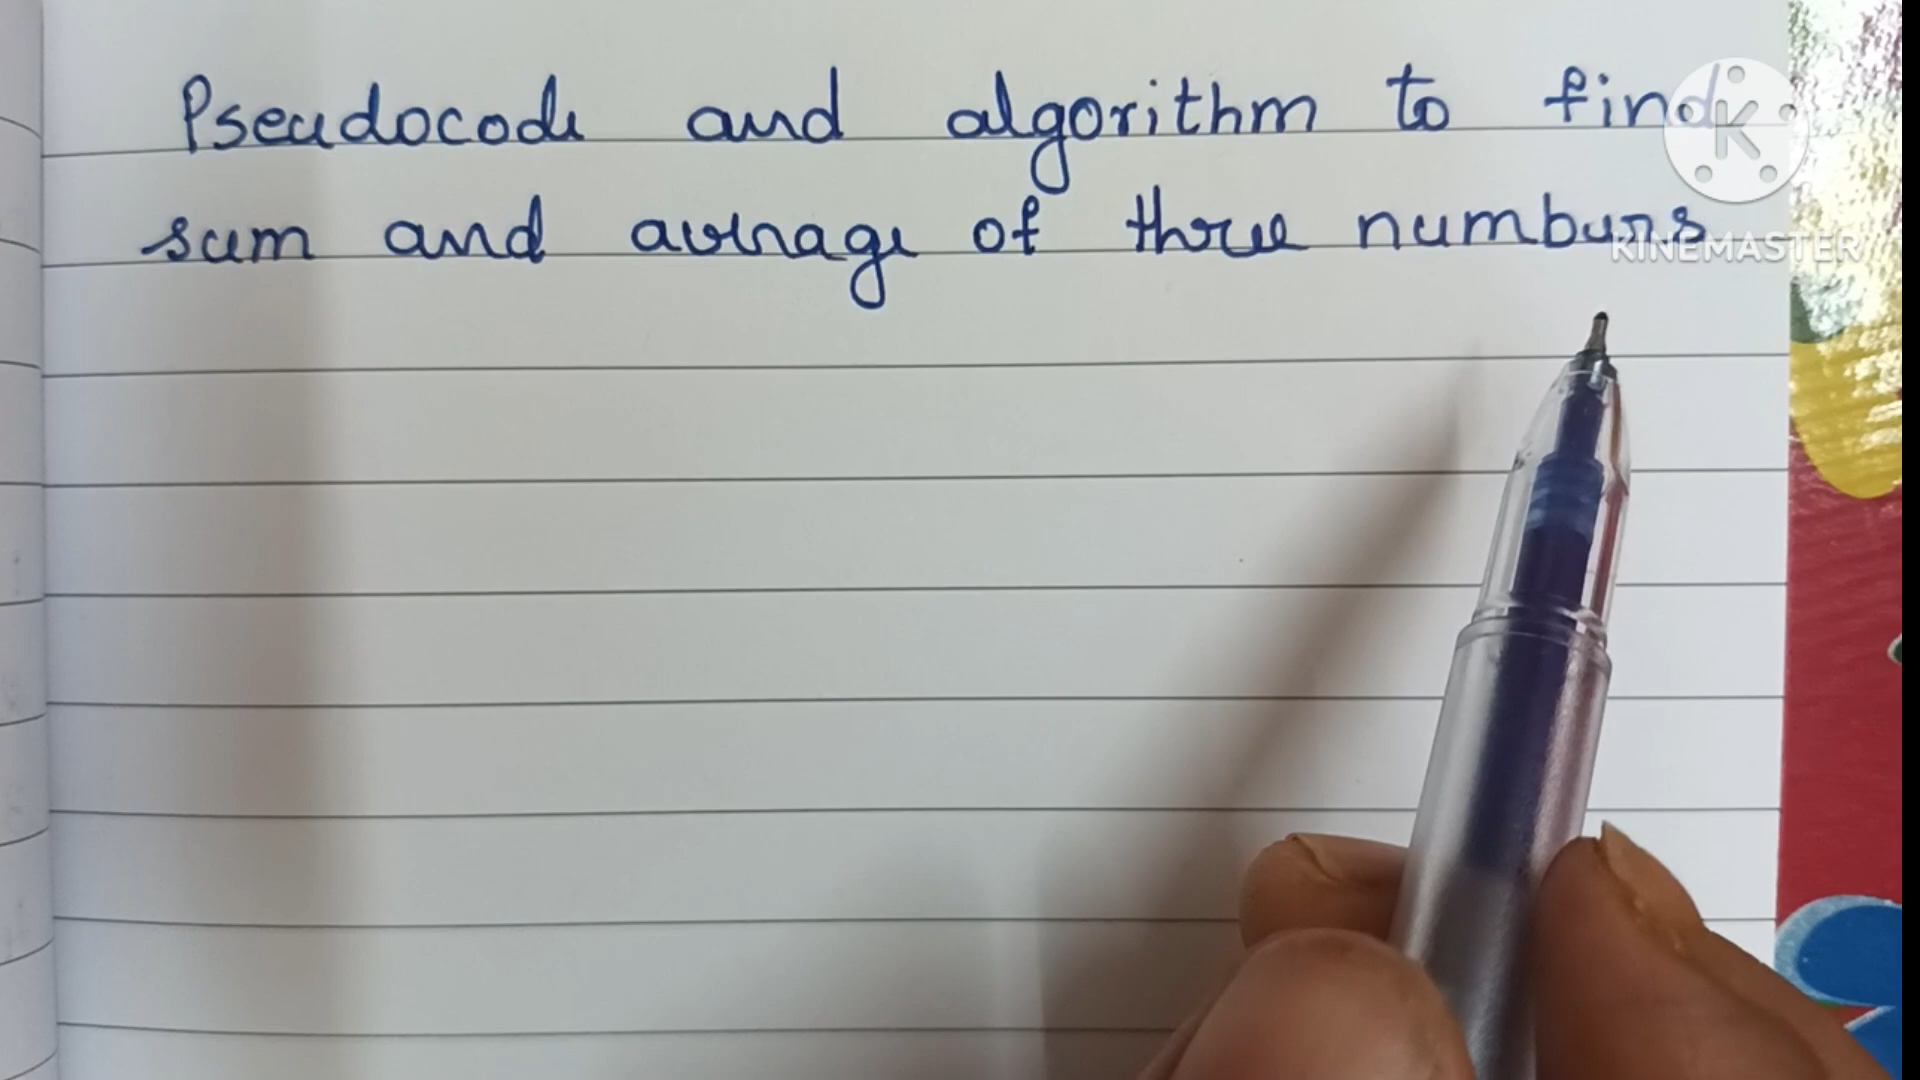 Pseudocode and algorithm to find
sum and average of three numbers
K
KINEMASTER